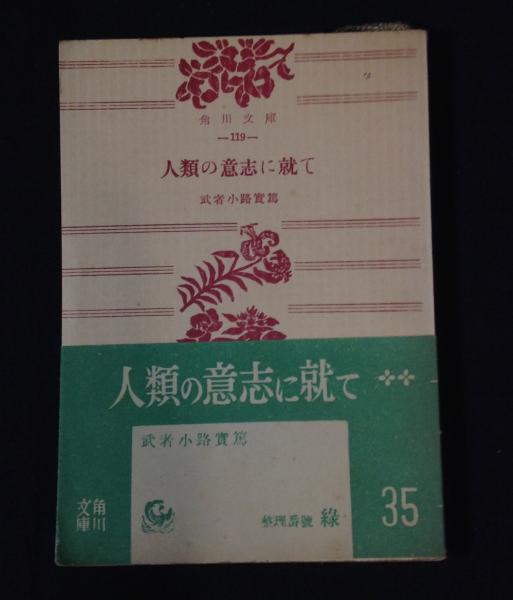 角川文庫
—119—
人類の意志に就て
武者小路實篤
人類の意志に就て
武者小路實篤
角川文庫
整理番號 綠
35